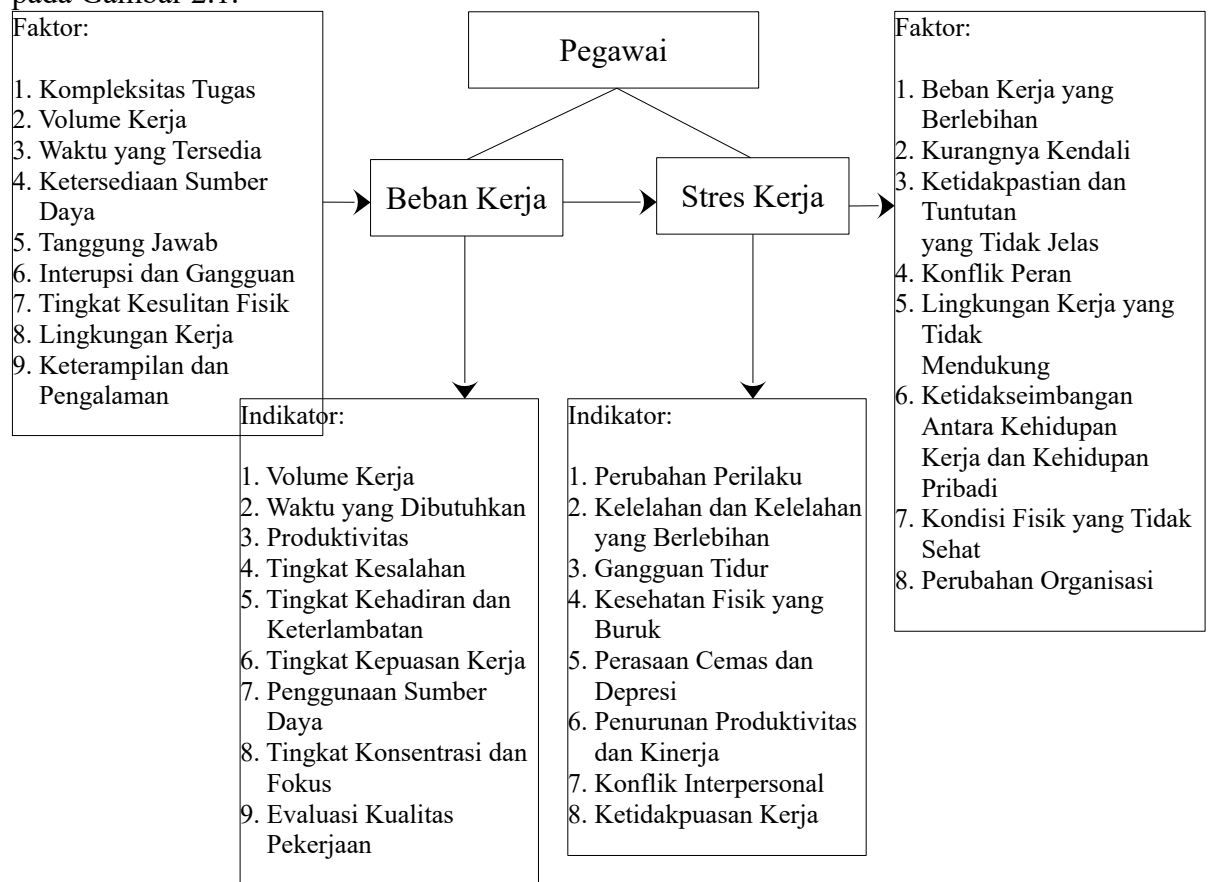 pada Gambar 2.1.
Faktor:
1. Kompleksitas Tugas
2. Volume Kerja
3. Waktu yang Tersedia
4. Ketersediaan Sumber
Daya
5. Tanggung Jawab
6. Interupsi dan Gangguan
7. Tingkat Kesulitan Fisik
8. Lingkungan Kerja
9. Keterampilan dan
Pengalaman
Pegawai
Beban Kerja
Stres Kerja
Faktor:
1. Beban Kerja yang
Berlebihan
2. Kurangnya Kendali
3. Ketidakpastian dan
Tuntutan
yang Tidak Jelas
4. Konflik Peran
5. Lingkungan Kerja yang
Tidak
Mendukung
6. Ketidakseimbangan
Antara Kehidupan
Kerja dan Kehidupan
Pribadi
7. Kondisi Fisik yang Tidak
Sehat
8. Perubahan Organisasi
Indikator:
1. Volume Kerja
2. Waktu yang Dibutuhkan
3. Produktivitas
4. Tingkat Kesalahan
5. Tingkat Kehadiran dan
Keterlambatan
6. Tingkat Kepuasan Kerja
7. Penggunaan Sumber
Daya
8. Tingkat Konsentrasi dan
Fokus
9. Evaluasi Kualitas
Pekerjaan
Indikator:
1. Perubahan Perilaku
2. Kelelahan dan Kelelahan
yang Berlebihan
3. Gangguan Tidur
4. Kesehatan Fisik yang
Buruk
5. Perasaan Cemas dan
Depresi
6. Penurunan Produktivitas
dan Kinerja
7. Konflik Interpersonal
8. Ketidakpuasan Kerja